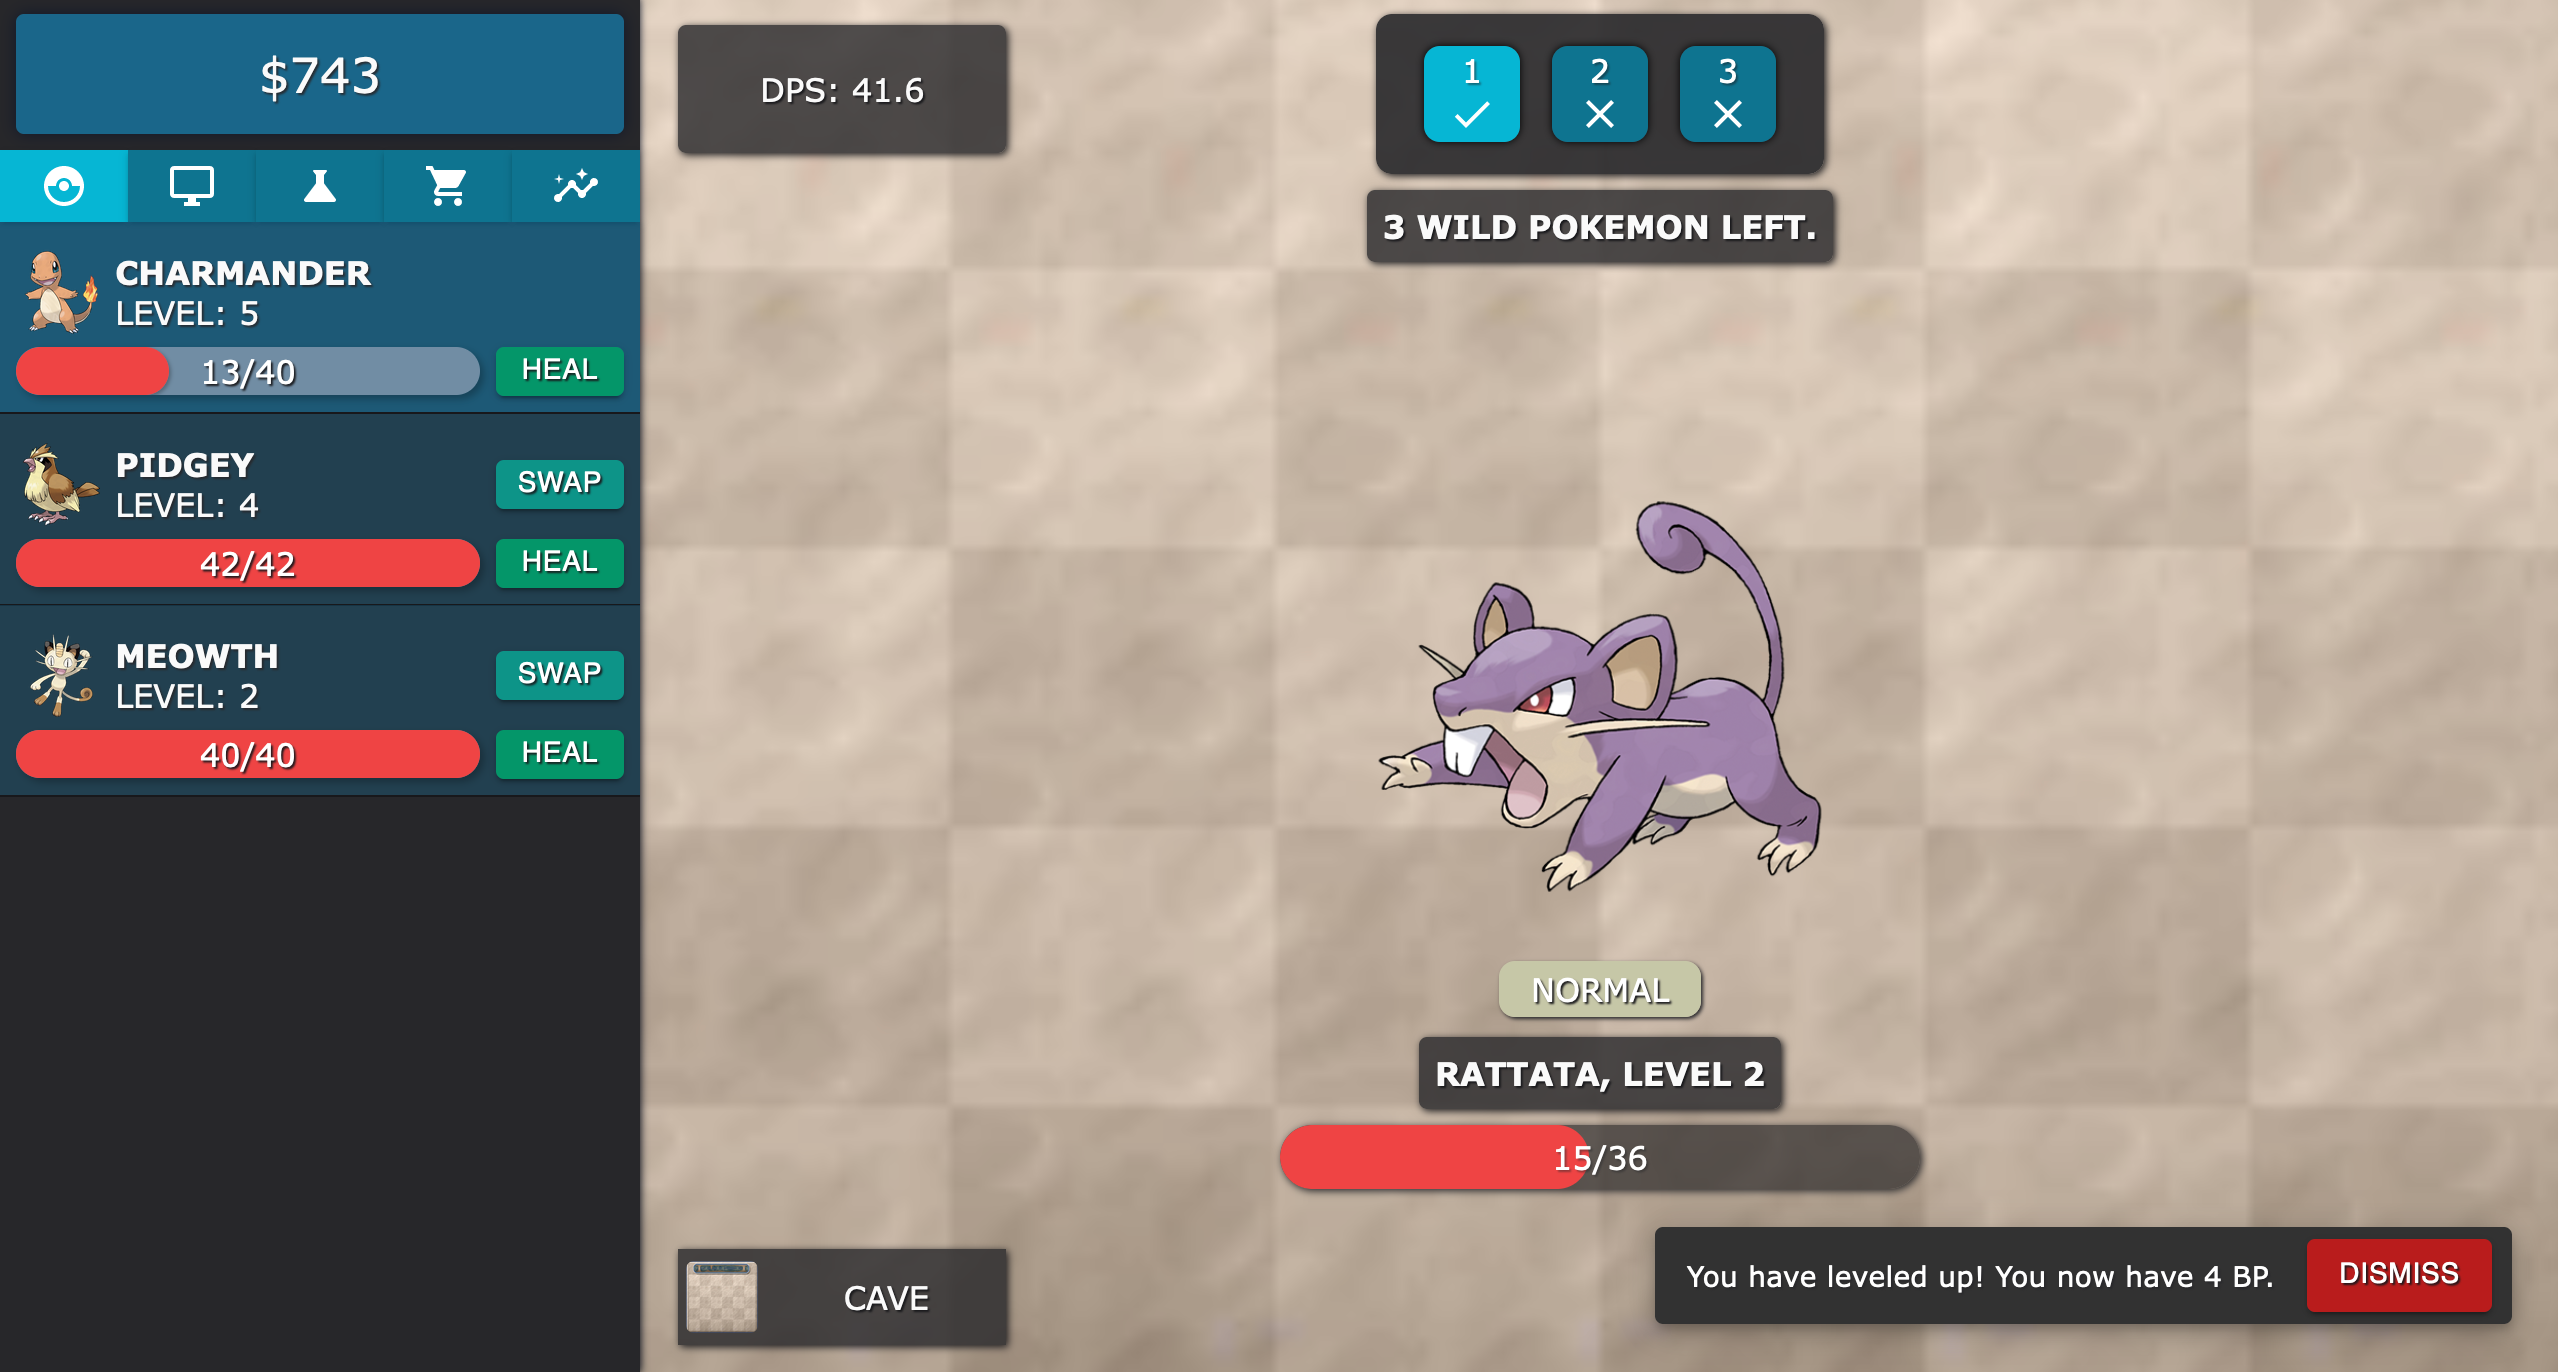 $743
CHARMANDER
LEVEL: 5
13/40
HEAL
PIDGEY
LEVEL: 4
SWAP
42/42
HEAL
MEOWTH
LEVEL: 2
SWAP
40/40
HEAL
DPS: 41.6
1 2 3
3 WILD POKEMON LEFT.
NORMAL
RATTATA, LEVEL 2
15/36
CAVE
You have leveled up! You now have 4 BP.
DISMISS